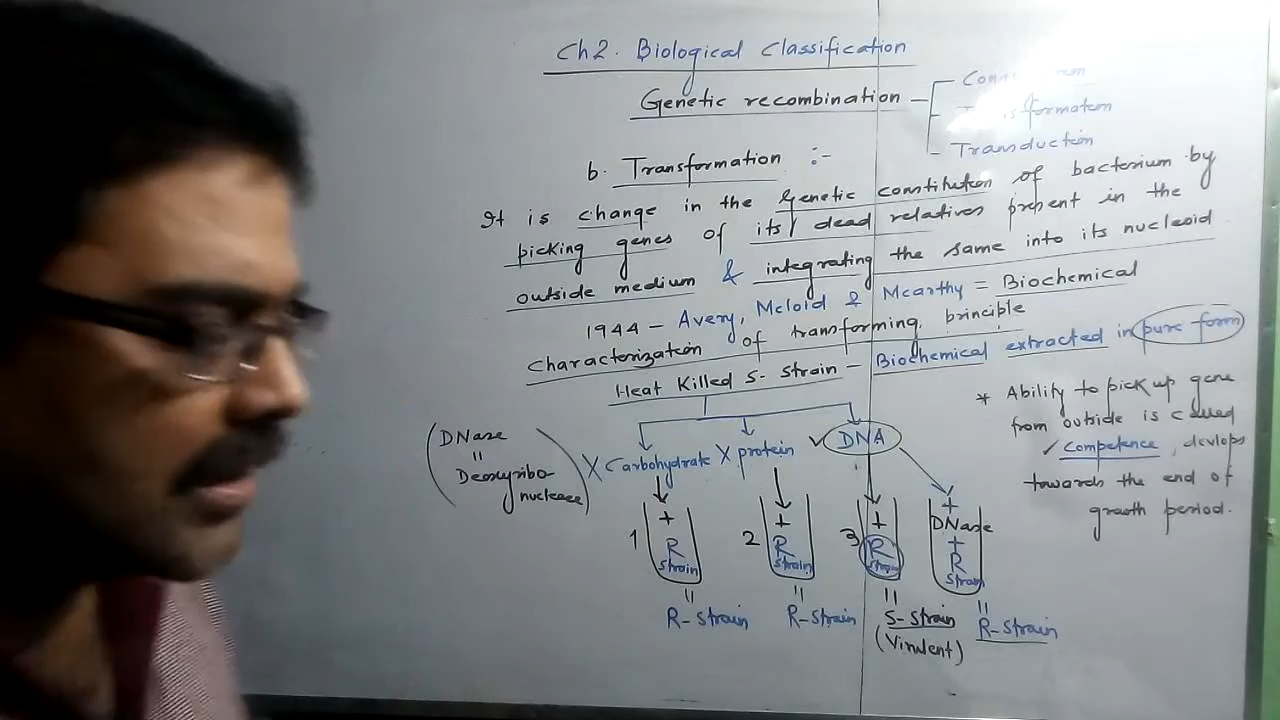 Ch2. Biological Classification
Genetic recombination
Transduction
b. Transformation :-
It is change in the Genetic constitution of bacterium by
picking genes of its dead relatives present in the
outside medium & integrating the same into its nucleoid
1944 - Avery, Mcloid & Mcarthy = Biochemical
Characterization of transforming principle
Heat Killed S- strain - Biochemical extracted in pure form
* Ability to pick up gene
from outside is called
✓ Competence, devlops
towards the end of
growth period.
(DNase
=
Deoxyribo-
nuclease)
X Carbohydrate X protein ✓ DNA
1 + R strain
= R-strain
2 + R strain
= R-strain
3 + R strain
= S-strain
(Virulent)
+ DNase + R strain
= R-strain